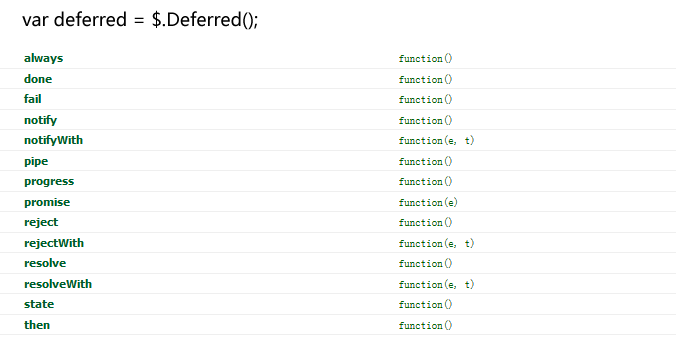 var deferred = $.Deferred();
always function()
done function()
fail function()
notify function()
notifyWith function(e, t)
pipe function()
progress function()
promise function(e)
reject function()
rejectWith function(e, t)
resolve function()
resolveWith function(e, t)
state function()
then function()